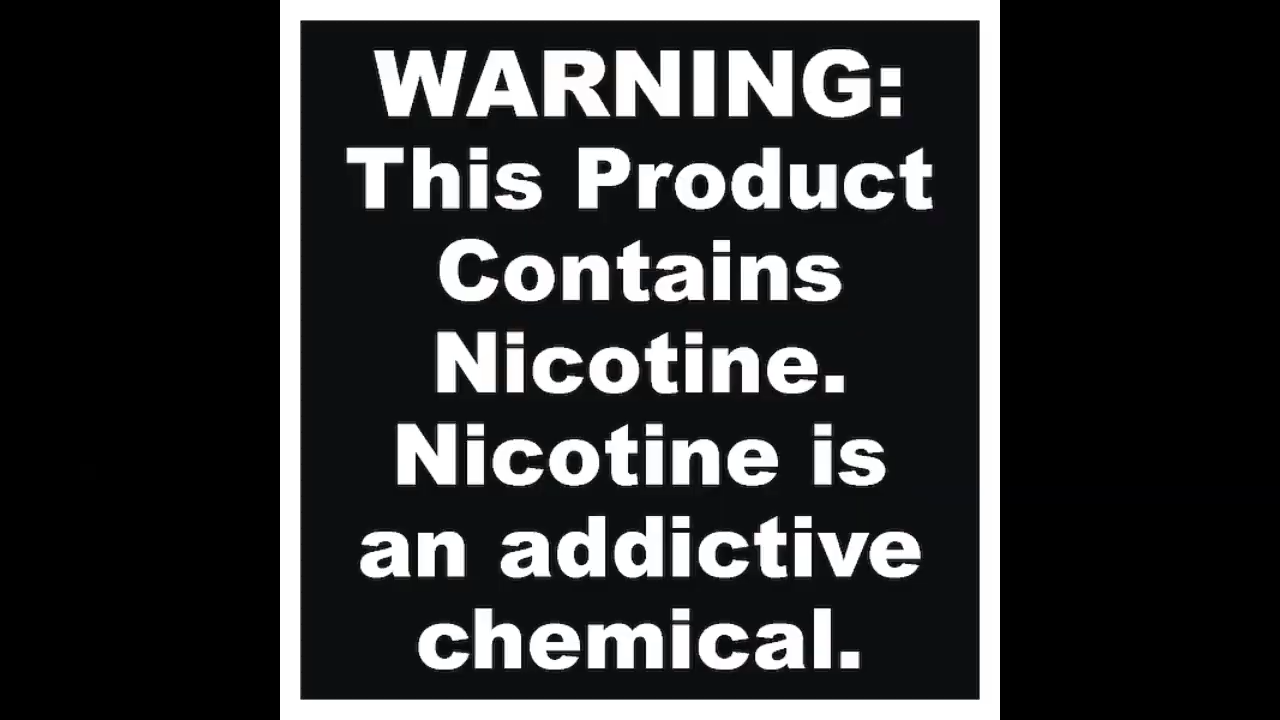 WARNING:
This Product
Contains
Nicotine.
Nicotine is
an addictive
chemical.